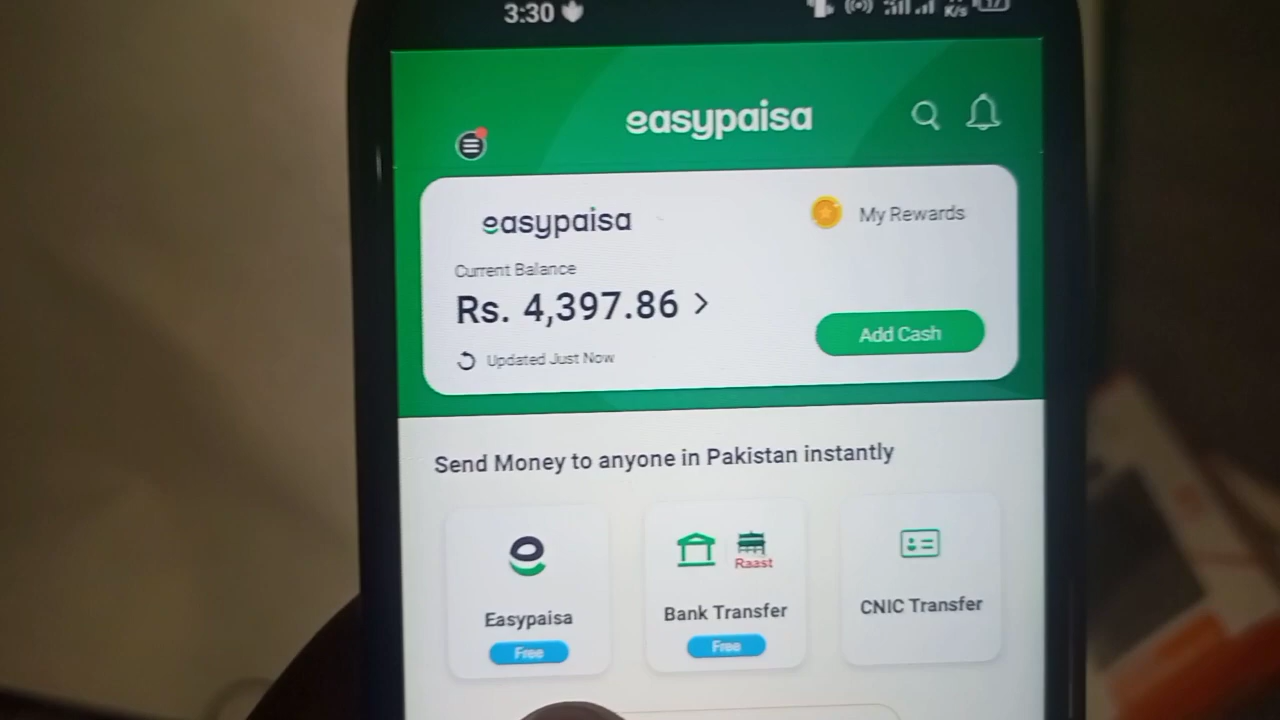 3:30
K/s 17
easypaisa
easypaisa
My Rewards
Current Balance
Rs. 4,397.86 >
Add Cash
Updated Just Now
Send Money to anyone in Pakistan instantly
Raast
Easypaisa
Bank Transfer
CNIC Transfer
Free
Free